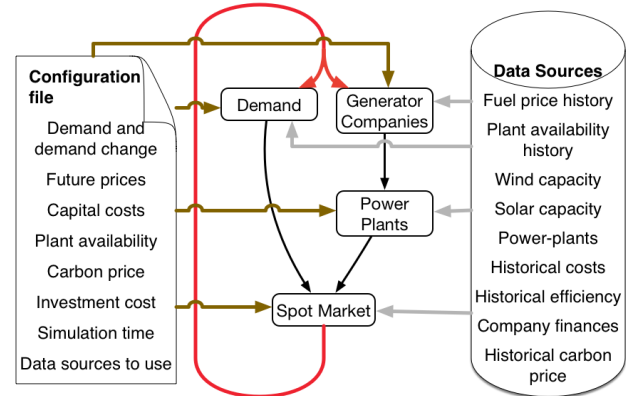 Configuration
file
Demand and
demand change
Future prices
Capital costs
Plant availability
Carbon price
Investment cost
Simulation time
Data sources to use
Demand
Generator
Companies
Power
Plants
Spot Market
Data Sources
Fuel price history
Plant availability
history
Wind capacity
Solar capacity
Power-plants
Historical costs
Historical efficiency
Company finances
Historical carbon
price